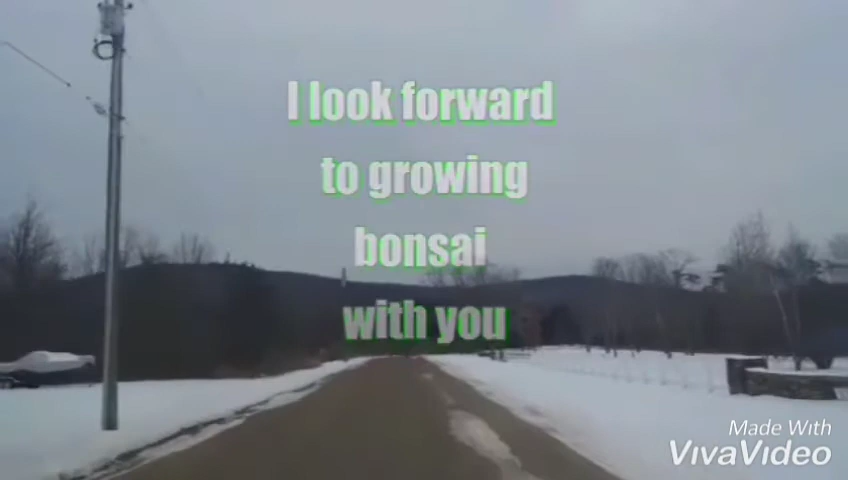 I look forward
to growing
bonsai
with you
Made With
VivaVideo